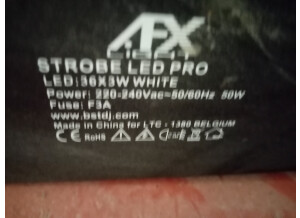 AFX
LIGHT
STROBE LED PRO
LED: 36X3W WHITE
Power: 220-240Vac=50/60Hz 50W
Fuse: F3A
www.bstdj.com
Made in China for LTC - 1380 BELGIUM
CE RoHS